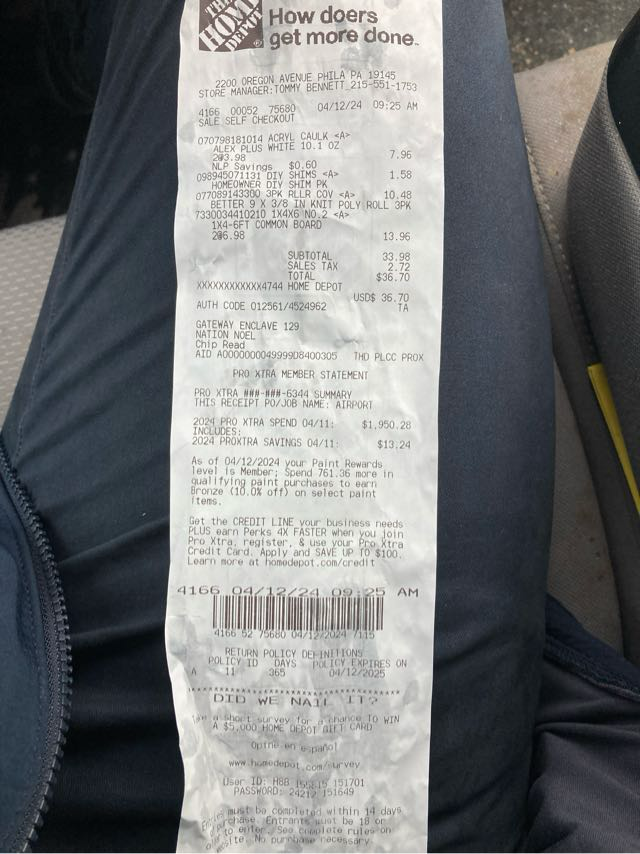 THE HOME DEPOT
How doers
get more done™
2200 OREGON AVENUE PHILA PA 19145
STORE MANAGER:TOMMY BENNETT 215-551-1753
4166 00052 75680 04/12/24 09:25 AM
SALE SELF CHECKOUT
070798181014 ACRYL CAULK <A>
ALEX PLUS WHITE 10.1 OZ
2@3.98 7.96
NLP Savings $0.60
098945071131 DIY SHIMS <A> 1.58
HOMEOWNER DIY SHIM PK
077089143300 3PK RLLR COV <A> 10.48
BETTER 9 X 3/8 IN KNIT POLY ROLL 3PK
7330034410210 1X4X6 NO.2 <A>
1X4-6FT COMMON BOARD
2@6.98 13.96
SUBTOTAL 33.98
SALES TAX 2.72
TOTAL $36.70
XXXXXXXXXXXX4744 HOME DEPOT
USD$ 36.70
AUTH CODE 012561/4524962 TA
GATEWAY ENCLAVE 129
NATION NOEL
Chip Read
AID A0000000049999D8400305 THD PLCC PROX
PRO XTRA MEMBER STATEMENT
PRO XTRA ###-###-6344 SUMMARY
THIS RECEIPT PO/JOB NAME: AIRPORT
2024 PRO XTRA SPEND 04/11: $1,950.28
INCLUDES:
2024 PROXTRA SAVINGS 04/11: $13.24
As of 04/12/2024 your Paint Rewards
level is Member; Spend 761.36 more in
qualifying paint purchases to earn
Bronze (10.0% off) on select paint
items.
Get the CREDIT LINE your business needs
PLUS earn Perks 4X FASTER when you join
Pro Xtra, register, & use your Pro Xtra
Credit Card. Apply and SAVE UP TO $100.
Learn more at homedepot.com/credit
4166 04/12/24 09:25 AM
4166 52 75680 04/12/2024 7115
RETURN POLICY DEFINITIONS
POLICY ID DAYS POLICY EXPIRES ON
A 11 365 04/12/2025
DID WE NAIL IT?
a short survey for a chance TO WIN
A $5,000 HOME DEPOT GIFT CARD
Opine en español
www.homedepot.com/survey
User ID: H88 151701
PASSWORD: 24212 151649
Entries must be completed within 14 days
of purchase. Entrants must be 18 or
to enter. See complete rules on
No purchase necessary